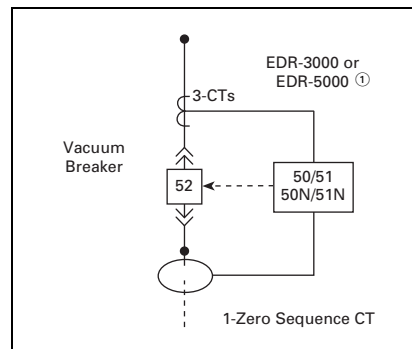 EDR-3000 or
EDR-5000 ①
3-CTs
Vacuum
Breaker
52
50/51
50N/51N
1-Zero Sequence CT